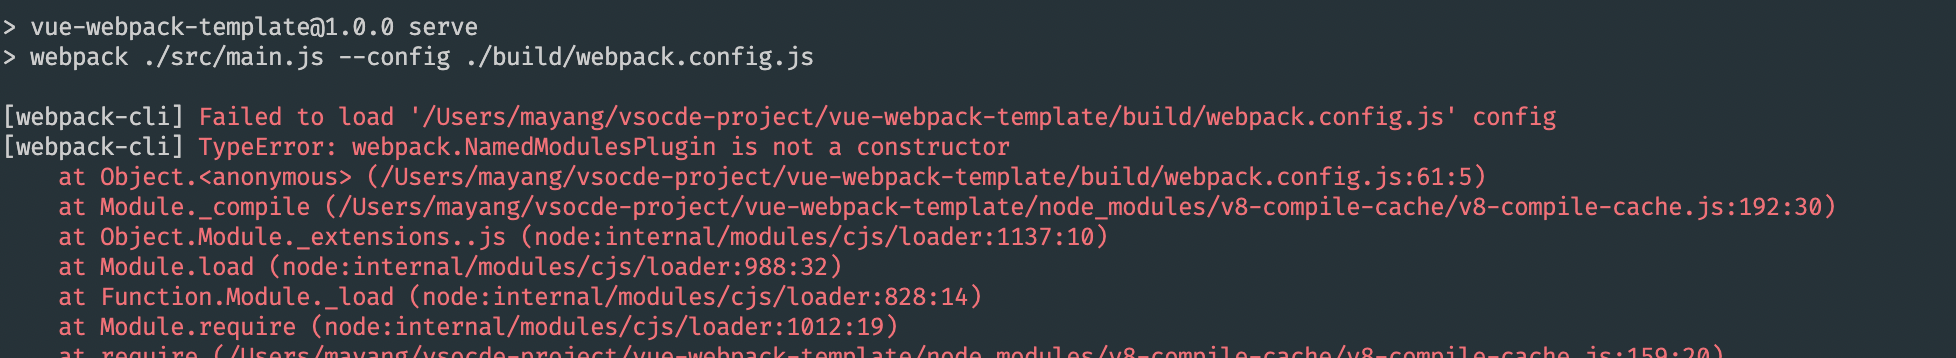 > vue-webpack-template@1.0.0 serve
> webpack ./src/main.js --config ./build/webpack.config.js
[webpack-cli] Failed to load '/Users/mayang/vsocde-project/vue-webpack-template/build/webpack.config.js' config
[webpack-cli] TypeError: webpack.NamedModulesPlugin is not a constructor
at Object.<anonymous> (/Users/mayang/vsocde-project/vue-webpack-template/build/webpack.config.js:61:5)
at Module._compile (/Users/mayang/vsocde-project/vue-webpack-template/node_modules/v8-compile-cache/v8-compile-cache.js:192:30)
at Object.Module._extensions..js (node:internal/modules/cjs/loader:1137:10)
at Module.load (node:internal/modules/cjs/loader:988:32)
at Function.Module._load (node:internal/modules/cjs/loader:828:14)
at Module.require (node:internal/modules/cjs/loader:1012:19)
at require (/Users/mayang/vsocde-project/vue-webpack-template/node_modules/v8-compile-cache/v8-compile-cache.js:159:20)